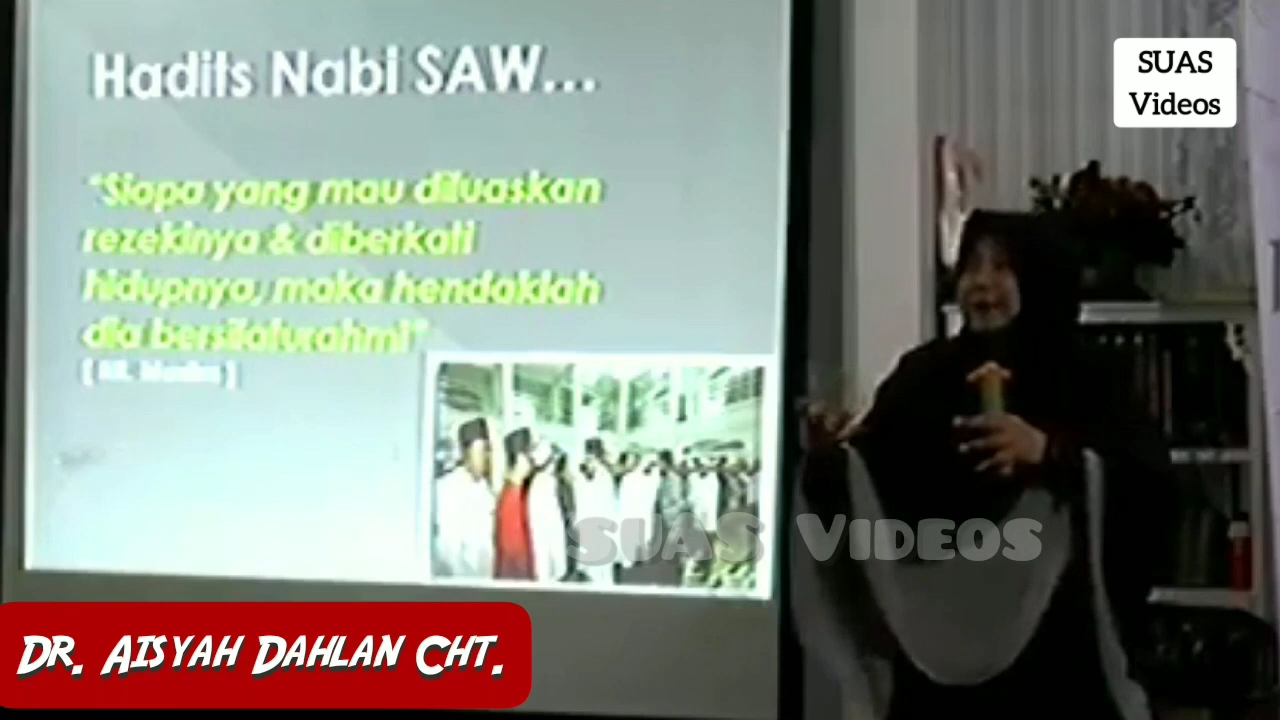 Hadits Nabi SAW...
"Siapa yang mau diluaskan
rezekinya & diberkati
hidupnya, maka hendaklah
dia bersilaturahmi"
SUAS
Videos
SUAS Videos
Dr. Aisyah Dahlan Cht.